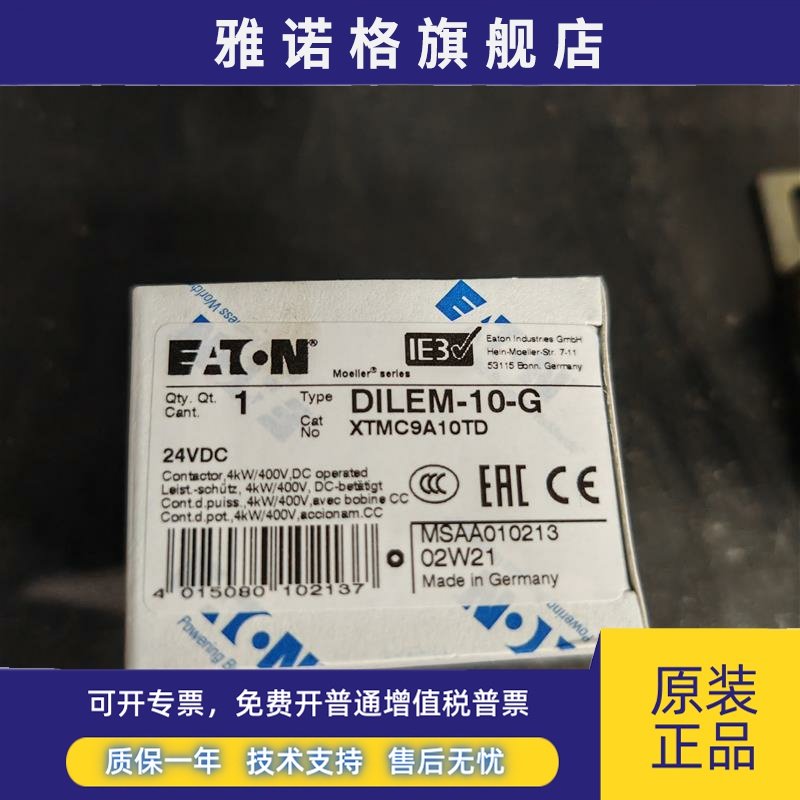 雅诺格旗舰店
EATON®
Moeller® series
IE3
Eaton Industries GmbH
Hein-Moeller-Str. 7-11
53115 Bonn. Germany
Qty. Qt.
Cant.
1
Type
DILEM-10-G
Cat
No
XTMC9A10TD
24VDC
Contactor,4kW/400V,DC operated
Leist.-schütz, 4kW/400V, DC-betätigt
Cont.d.puiss.,4kW/400V,avec bobine CC
Cont.d.pot.,4kW/400V,accionam.CC
CCC
EAC
CE
MSAA010213
02W21
Made in Germany
4 015080 102137
EATON
Powering
可开专票，免费开普通增值税普票
质保一年 技术支持 售后无忧
原装
正品